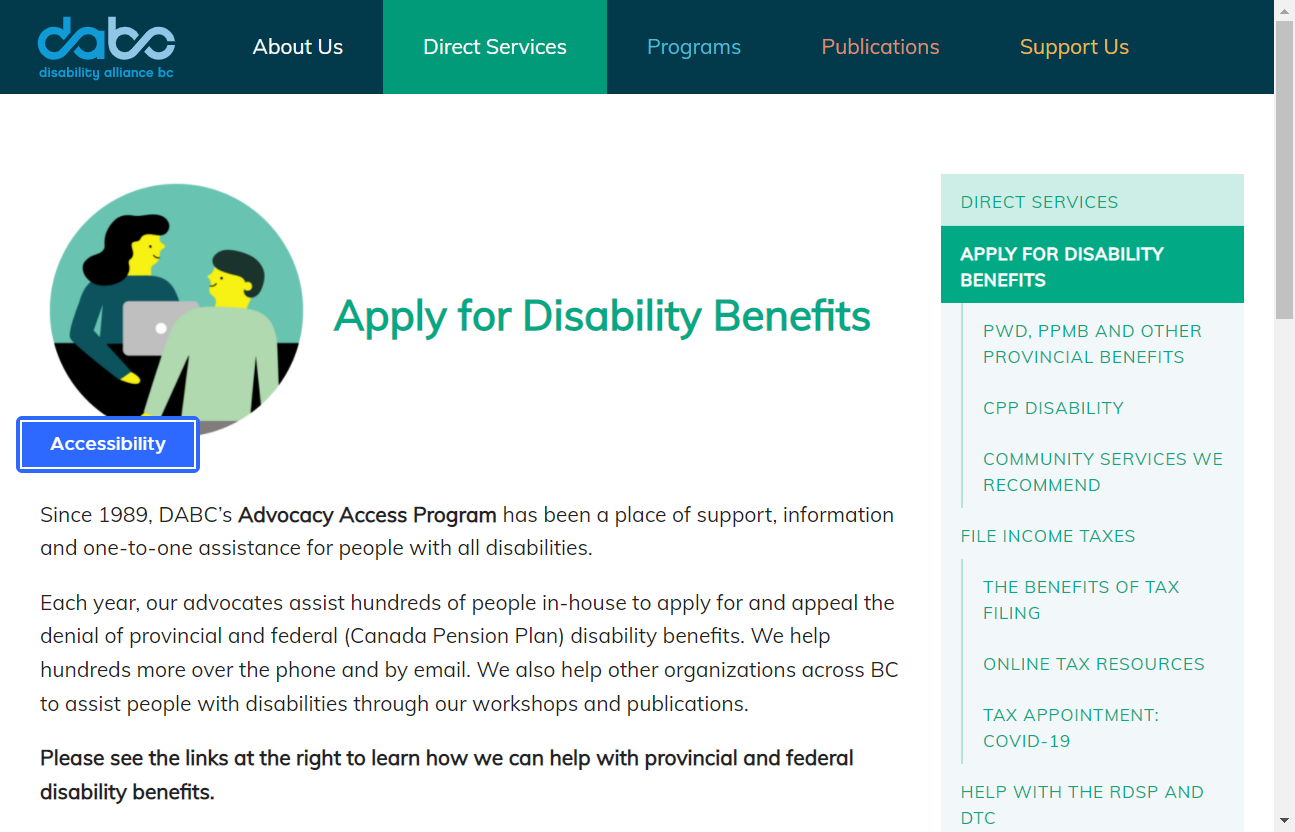 dabc
disability alliance bc
About Us
Direct Services
Programs
Publications
Support Us
Apply for Disability Benefits
Accessibility
Since 1989, DABC’s Advocacy Access Program has been a place of support, information
and one-to-one assistance for people with all disabilities.
Each year, our advocates assist hundreds of people in-house to apply for and appeal the
denial of provincial and federal (Canada Pension Plan) disability benefits. We help
hundreds more over the phone and by email. We also help other organizations across BC
to assist people with disabilities through our workshops and publications.
Please see the links at the right to learn how we can help with provincial and federal
disability benefits.
DIRECT SERVICES
APPLY FOR DISABILITY
BENEFITS
PWD, PPMB AND OTHER
PROVINCIAL BENEFITS
CPP DISABILITY
COMMUNITY SERVICES WE
RECOMMEND
FILE INCOME TAXES
THE BENEFITS OF TAX
FILING
ONLINE TAX RESOURCES
TAX APPOINTMENT:
COVID-19
HELP WITH THE RDSP AND
DTC